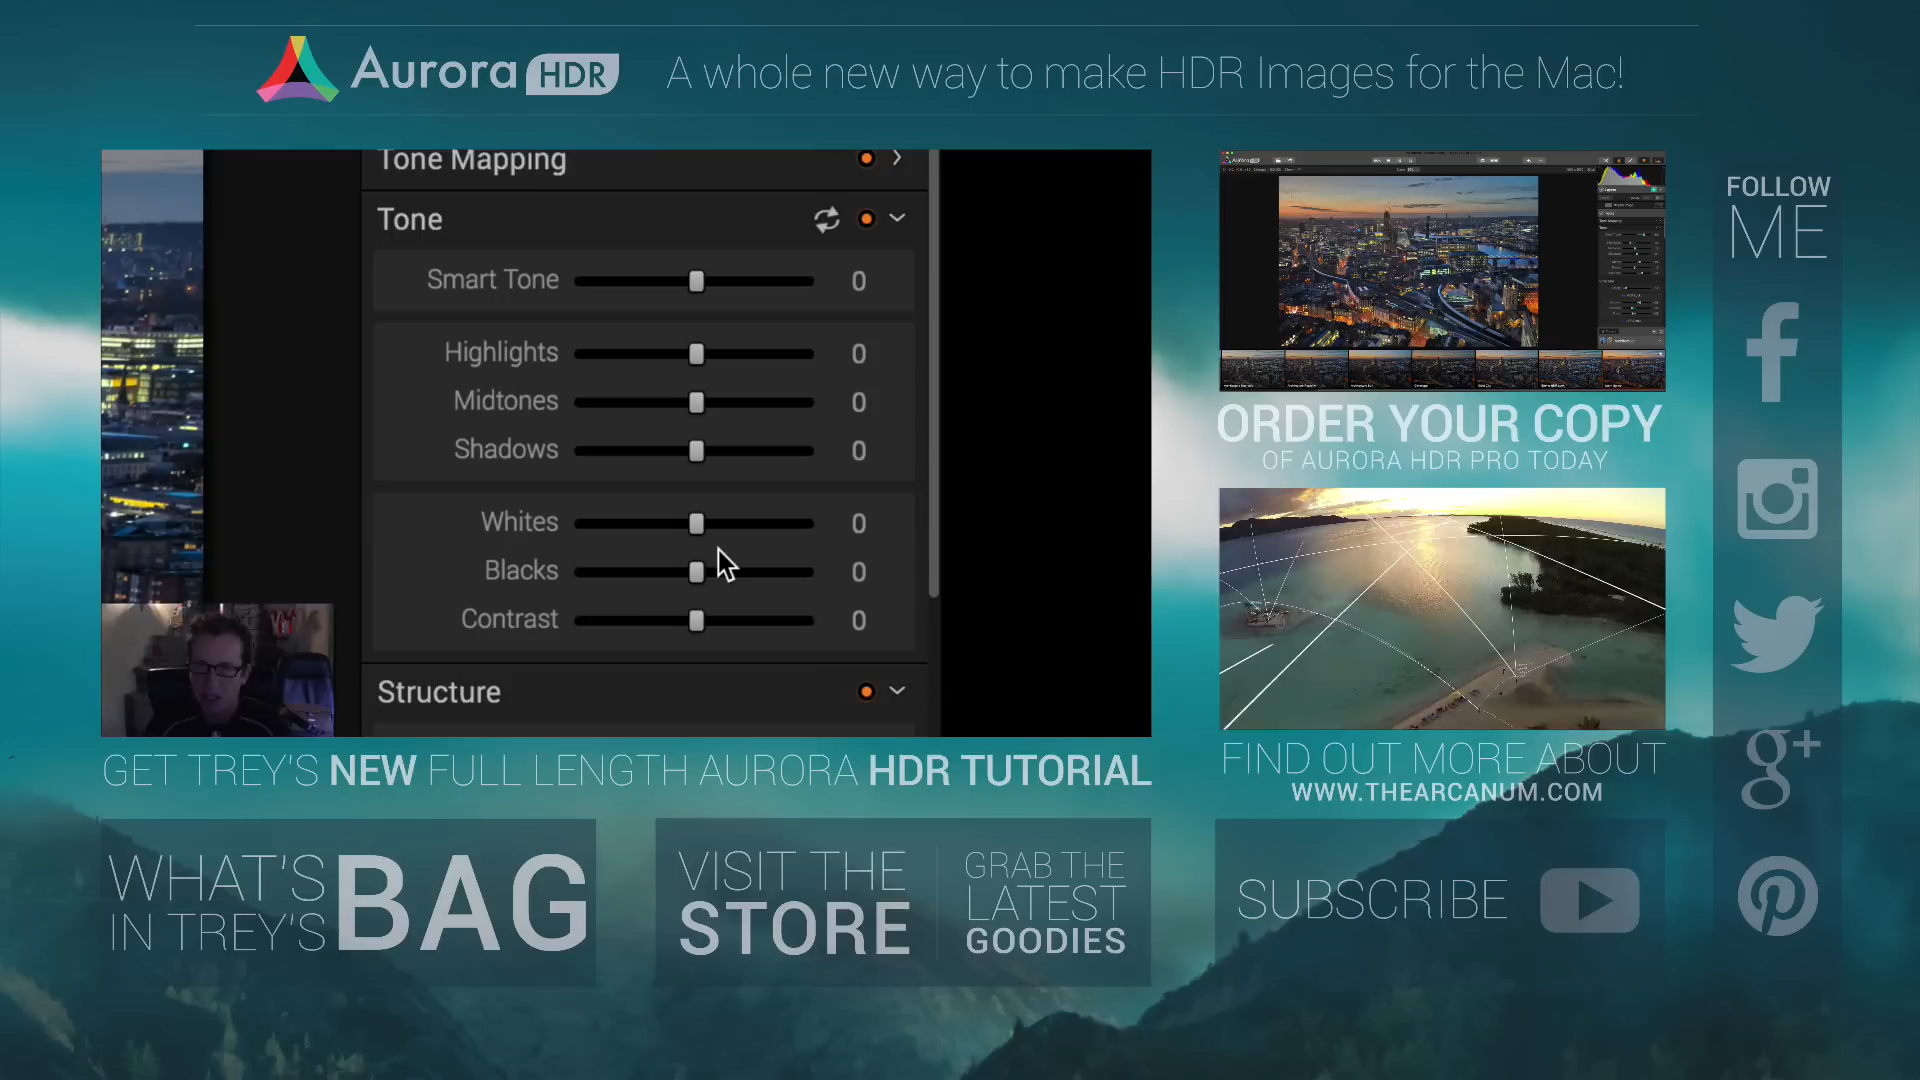 Aurora HDR
A whole new way to make HDR Images for the Mac!
Tone Mapping
Tone
Smart Tone 0
Highlights 0
Midtones 0
Shadows 0
Whites 0
Blacks 0
Contrast 0
Structure
GET TREY'S NEW FULL LENGTH AURORA HDR TUTORIAL
ORDER YOUR COPY
OF AURORA HDR PRO TODAY
FIND OUT MORE ABOUT
WWW.THEARCANUM.COM
FOLLOW
ME
g+
WHAT'S
IN TREY'S
BAG
VISIT THE
STORE
GRAB THE
LATEST
GOODIES
SUBSCRIBE